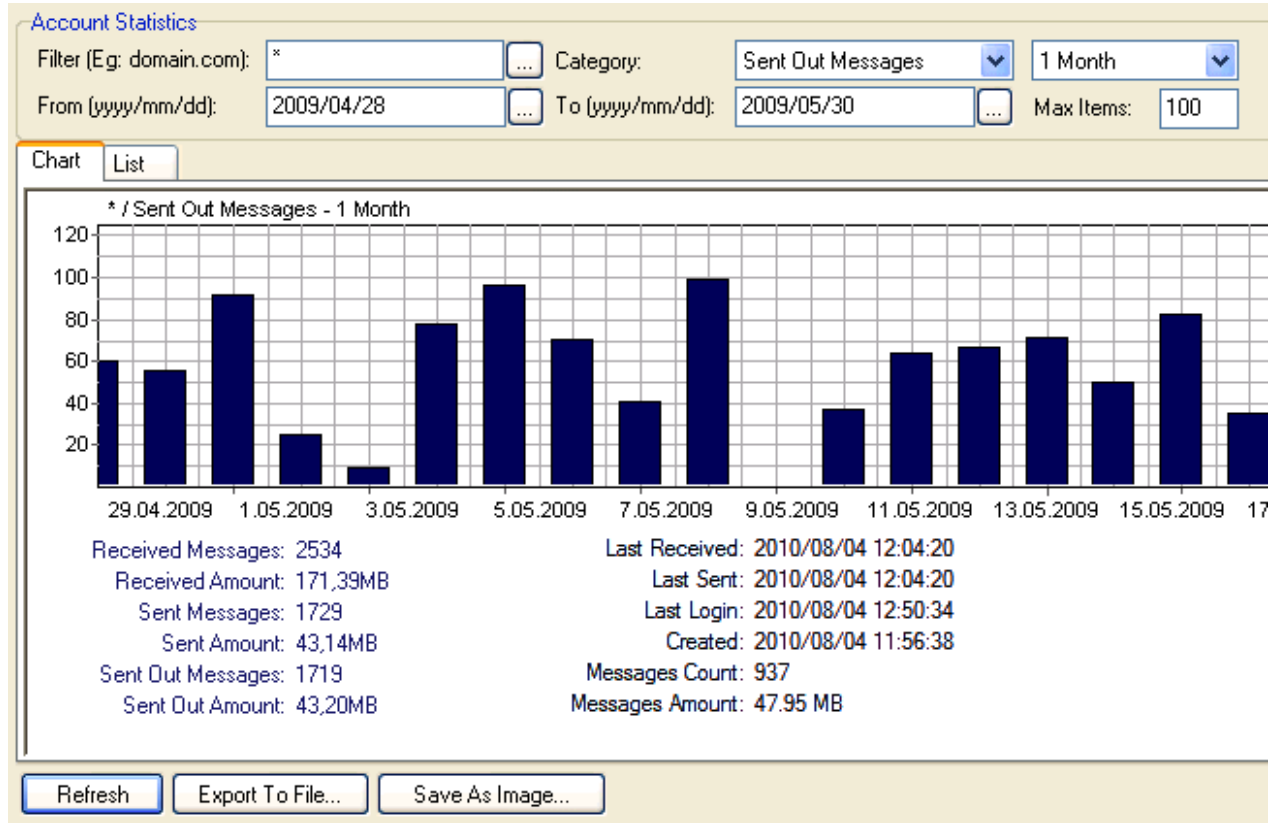 Account Statistics
Filter (Eg: domain.com): * ... Category: Sent Out Messages 1 Month
From (yyyy/mm/dd): 2009/04/28 ... To (yyyy/mm/dd): 2009/05/30 ... Max Items: 100
Chart List
* / Sent Out Messages - 1 Month
120
100
80
60
40
20
29.04.2009 1.05.2009 3.05.2009 5.05.2009 7.05.2009 9.05.2009 11.05.2009 13.05.2009 15.05.2009 17
Received Messages: 2534 Last Received: 2010/08/04 12:04:20
Received Amount: 171,39MB Last Sent: 2010/08/04 12:04:20
Sent Messages: 1729 Last Login: 2010/08/04 12:50:34
Sent Amount: 43,14MB Created: 2010/08/04 11:56:38
Sent Out Messages: 1719 Messages Count: 937
Sent Out Amount: 43,20MB Messages Amount: 47.95 MB
Refresh Export To File... Save As Image...